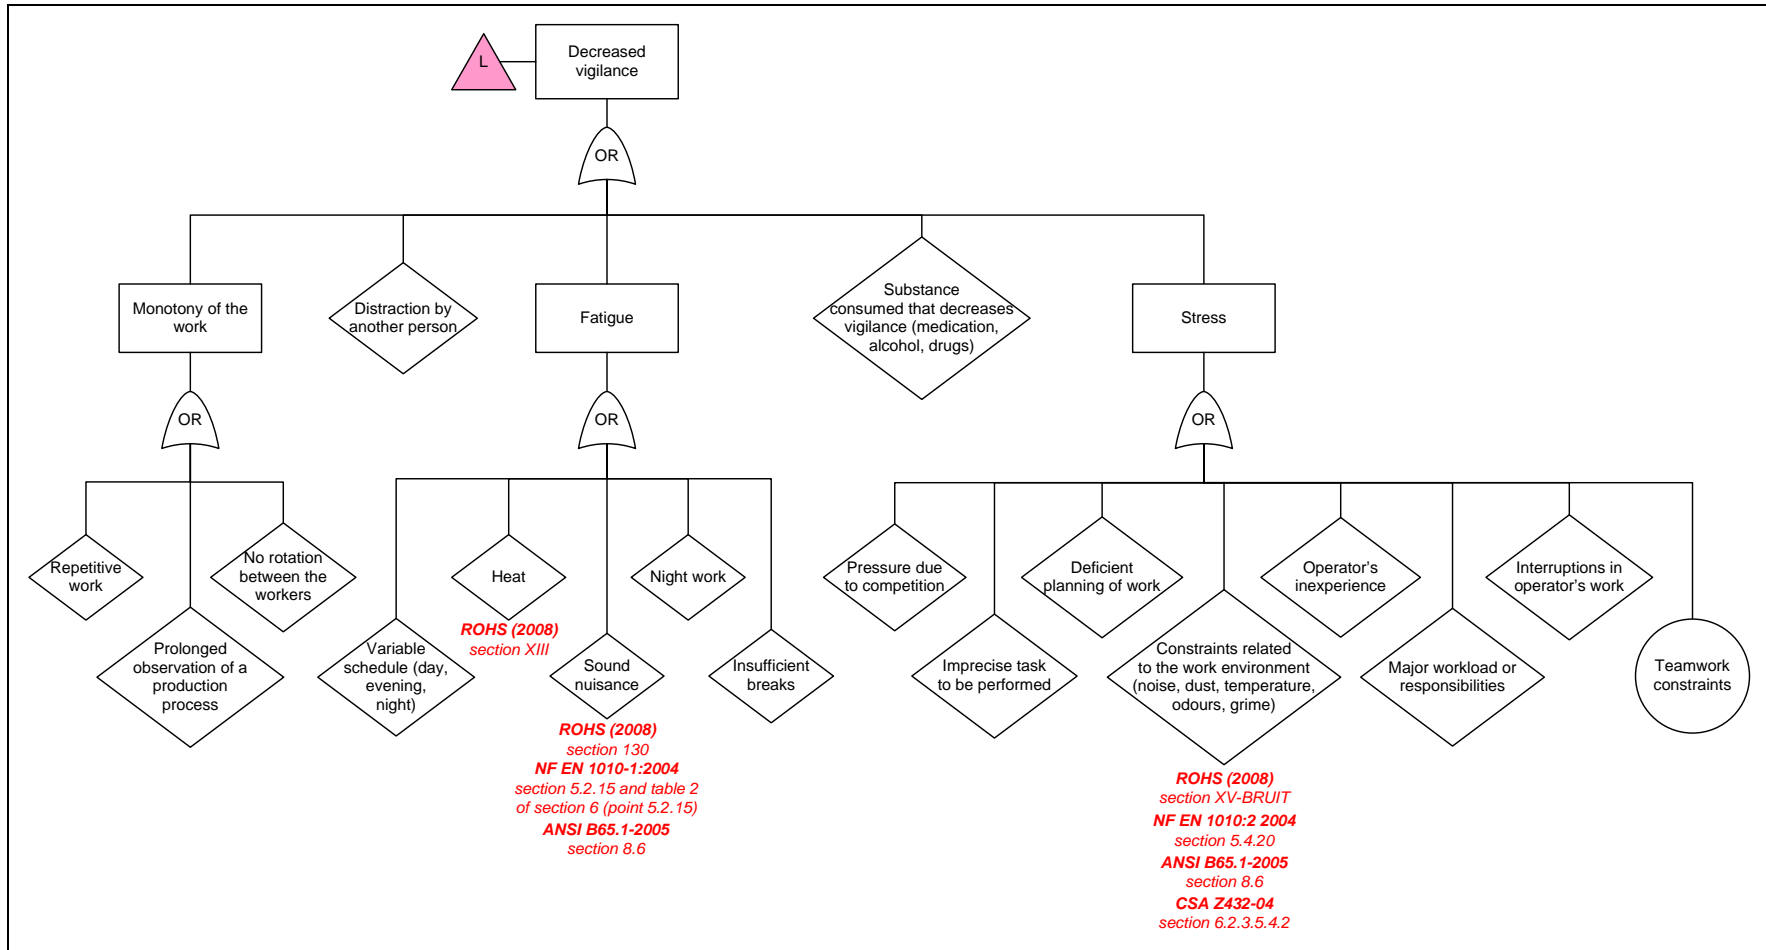 L
Decreased
vigilance
OR
Monotony of the
work
Distraction by
another person
Fatigue
Substance
consumed that decreases
vigilance (medication,
alcohol, drugs)
Stress
OR
OR
OR
Repetitive
work
Prolonged
observation of a
production
process
No rotation
between the
workers
Variable
schedule (day,
evening,
night)
Heat
ROHS (2008)
section XIII
Sound
nuisance
ROHS (2008)
section 130
NF EN 1010-1:2004
section 5.2.15 and table 2
of section 6 (point 5.2.15)
ANSI B65.1-2005
section 8.6
Night work
Insufficient
breaks
Pressure due
to competition
Imprecise task
to be performed
Deficient
planning of work
Constraints related
to the work environment
(noise, dust, temperature,
odours, grime)
ROHS (2008)
section XV-BRUIT
NF EN 1010:2 2004
section 5.4.20
ANSI B65.1-2005
section 8.6
CSA Z432-04
section 6.2.3.5.4.2
Operator's
inexperience
Major workload or
responsibilities
Interruptions in
operator's work
Teamwork
constraints